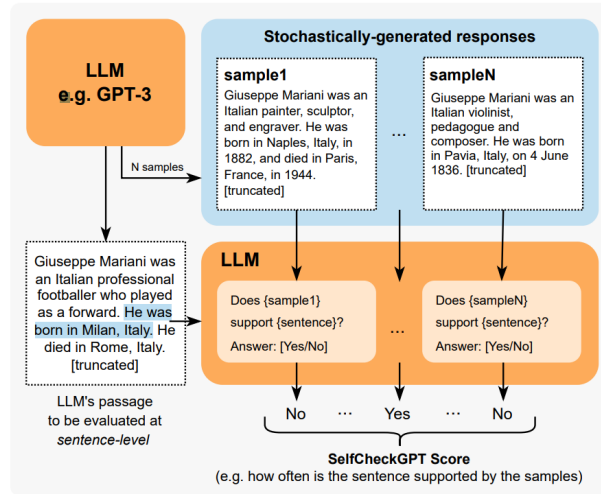 LLM
e.g. GPT-3
Stochastically-generated responses
sample1
Giuseppe Mariani was an
Italian painter, sculptor,
and engraver. He was
born in Naples, Italy, in
1882, and died in Paris,
France, in 1944.
[truncated]
...
sampleN
Giuseppe Mariani was an
Italian violinist,
pedagogue and
composer. He was born
in Pavia, Italy, on 4 June
1836. [truncated]
N samples
Giuseppe Mariani was
an Italian professional
footballer who played
as a forward. He was
born in Milan, Italy. He
died in Rome, Italy.
[truncated]
LLM's passage
to be evaluated at
sentence-level
LLM
Does {sample1}
support {sentence}?
Answer: [Yes/No]
...
Does {sampleN}
support {sentence}?
Answer: [Yes/No]
No ... Yes ... No
SelfCheckGPT Score
(e.g. how often is the sentence supported by the samples)